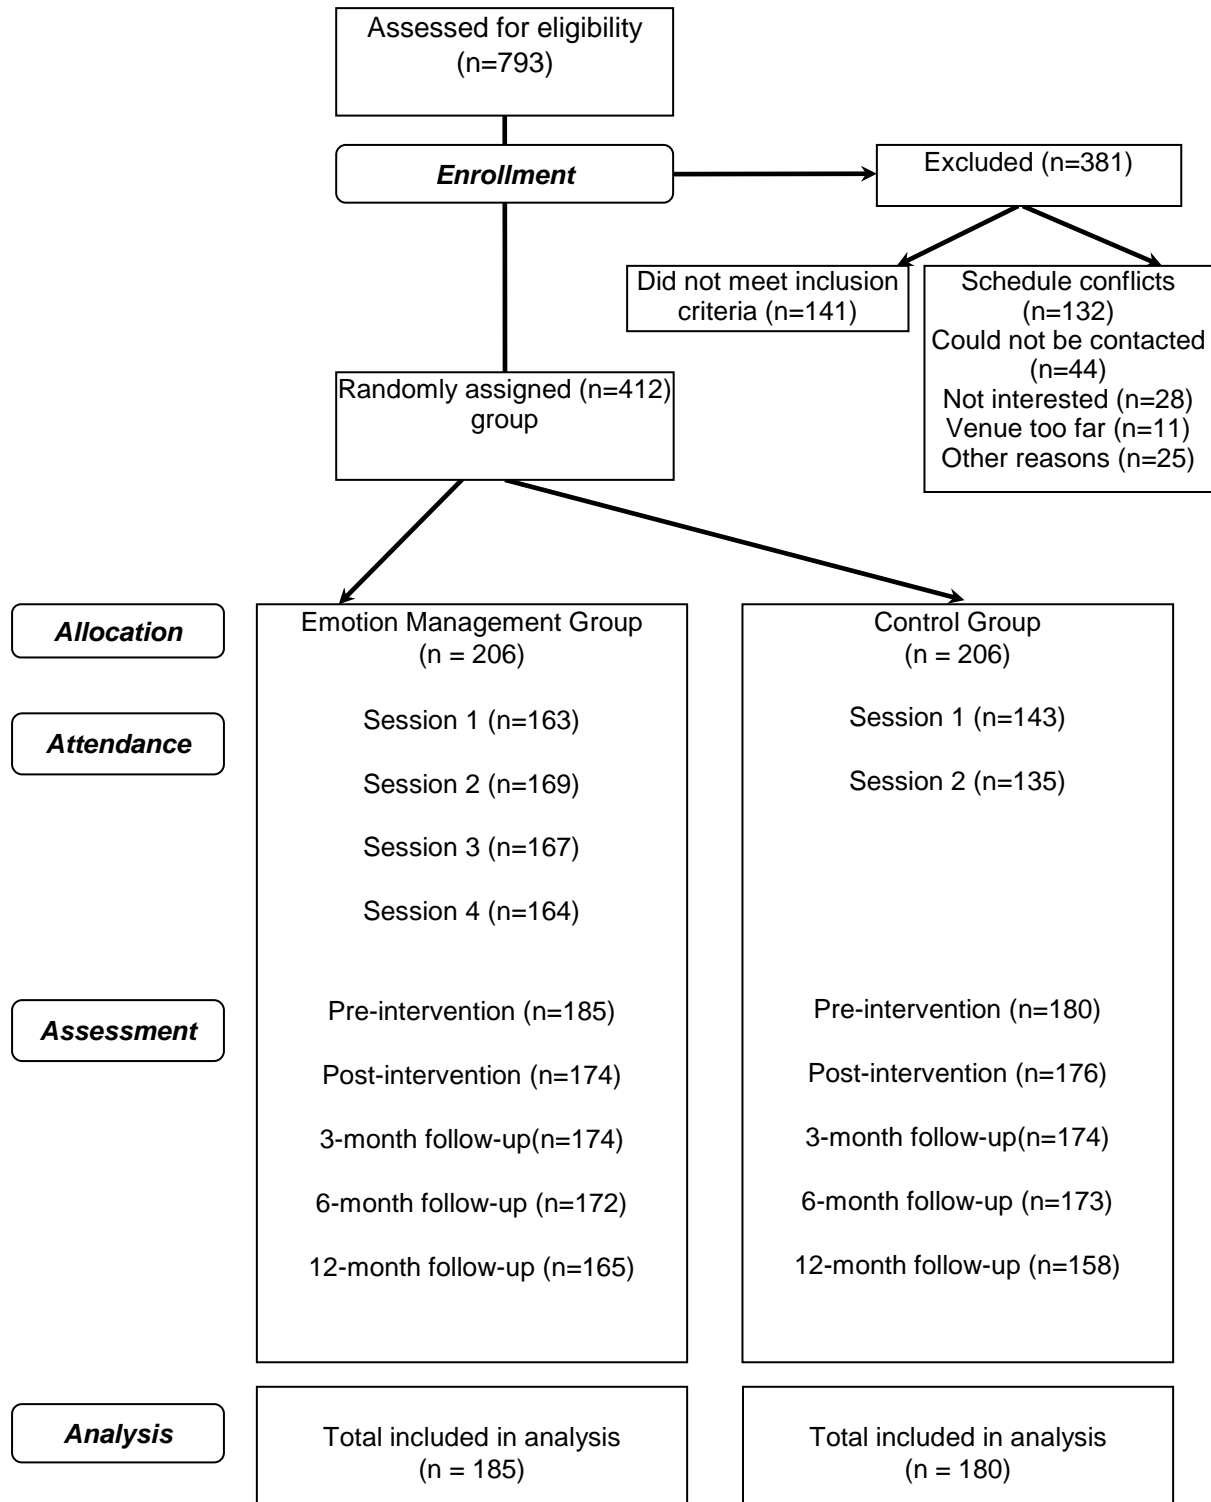 Assessed for eligibility
(n=793)
Enrollment
Excluded (n=381)
Did not meet inclusion
criteria (n=141)
Schedule conflicts
(n=132)
Could not be contacted
(n=44)
Not interested (n=28)
Venue too far (n=11)
Other reasons (n=25)
Randomly assigned (n=412)
group
Allocation
Emotion Management Group
(n = 206)
Control Group
(n = 206)
Attendance
Session 1 (n=163)
Session 2 (n=169)
Session 3 (n=167)
Session 4 (n=164)
Session 1 (n=143)
Session 2 (n=135)
Assessment
Pre-intervention (n=185)
Post-intervention (n=174)
3-month follow-up(n=174)
6-month follow-up (n=172)
12-month follow-up (n=165)
Pre-intervention (n=180)
Post-intervention (n=176)
3-month follow-up(n=174)
6-month follow-up (n=173)
12-month follow-up (n=158)
Analysis
Total included in analysis
(n = 185)
Total included in analysis
(n = 180)